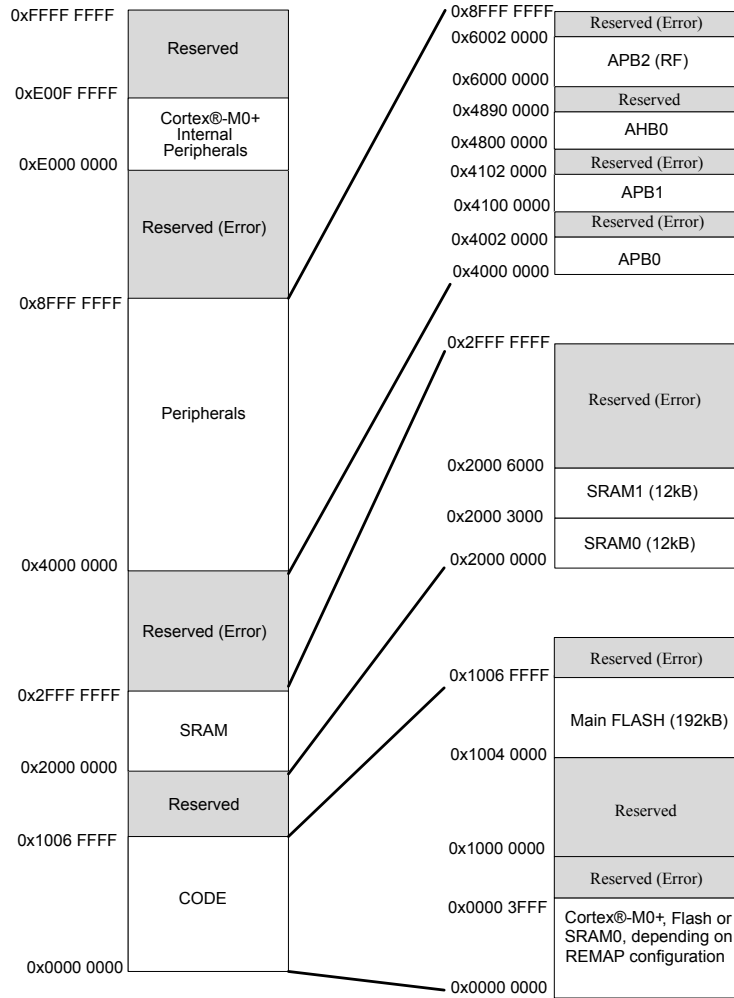 0xFFFF FFFF
Reserved
0xE00F FFFF
Cortex®-M0+
Internal
Peripherals
0xE000 0000
Reserved (Error)
0x8FFF FFFF
Peripherals
0x4000 0000
Reserved (Error)
0x2FFF FFFF
SRAM
0x2000 0000
Reserved
0x1006 FFFF
CODE
0x0000 0000
0x8FFF FFFF
Reserved (Error)
0x6002 0000
APB2 (RF)
0x6000 0000
Reserved
0x4890 0000
AHB0
0x4800 0000
Reserved (Error)
0x4102 0000
APB1
0x4100 0000
Reserved (Error)
0x4002 0000
APB0
0x4000 0000
0x2FFF FFFF
Reserved (Error)
0x2000 6000
SRAM1 (12kB)
0x2000 3000
SRAM0 (12kB)
0x2000 0000
Reserved (Error)
0x1006 FFFF
Main FLASH (192kB)
0x1004 0000
Reserved
0x1000 0000
Reserved (Error)
0x0000 3FFF
Cortex®-M0+, Flash or
SRAM0, depending on
REMAP configuration
0x0000 0000